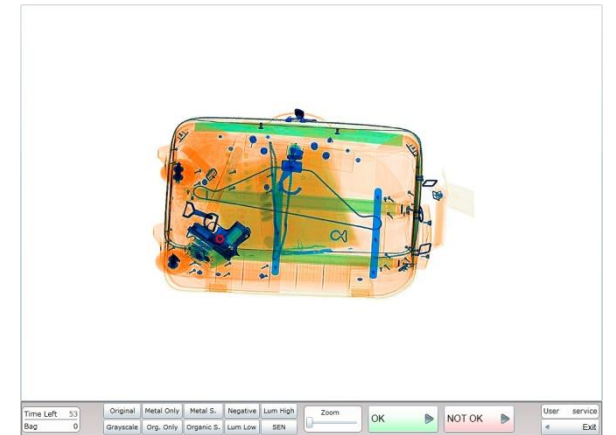 Time Left 53
Bag 0
Original Metal Only Metal S. Negative Lum High
Grayscale Org. Only Organic S. Lum Low SEN
Zoom
OK
NOT OK
User service
Exit